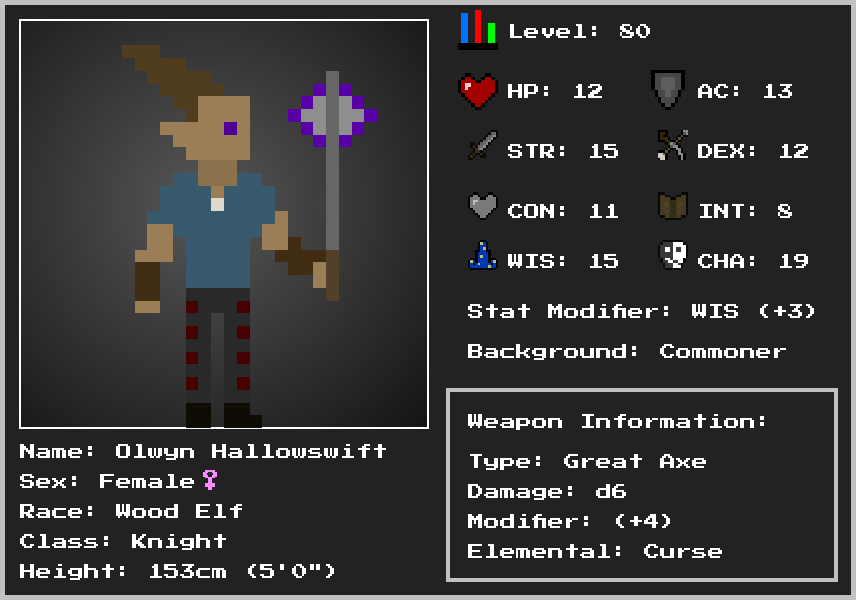 Level: 80
HP: 12
AC: 13
STR: 15
DEX: 12
CON: 11
INT: 8
WIS: 15
CHA: 19
Stat Modifier: WIS (+3)
Background: Commoner
Weapon Information:
Type: Great Axe
Damage: d6
Modifier: (+4)
Elemental: Curse
Name: Olwyn Hallowswift
Sex: Female♀
Race: Wood Elf
Class: Knight
Height: 153cm (5'0")